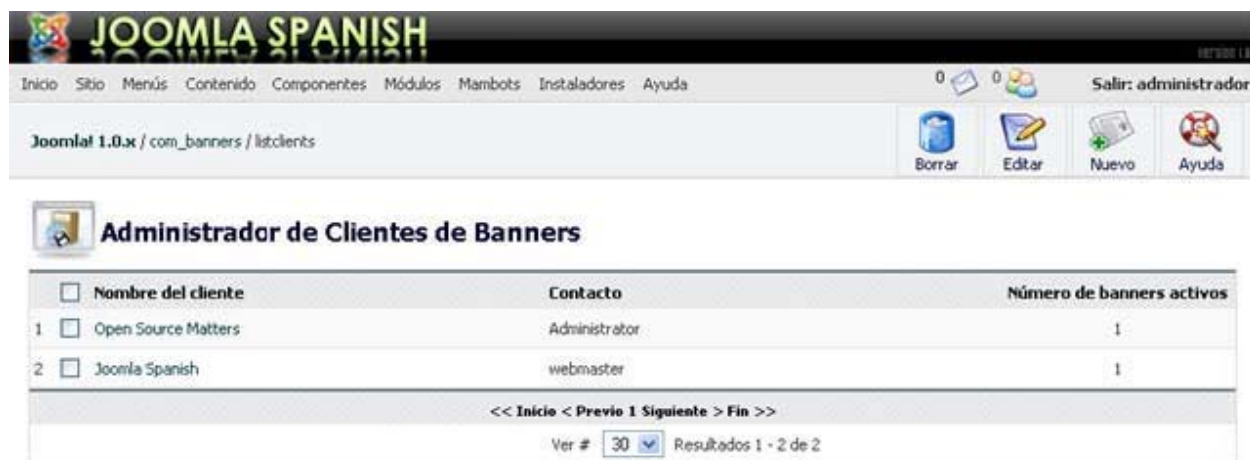 JOOMLA SPANISH
Inicio Sitio Menús Contenido Componentes Módulos Mambots Instaladores Ayuda 0 0 Salir: administrador
Joomla! 1.0.x / com_banners / listclients
Borrar Editar Nuevo Ayuda
Administrador de Clientes de Banners
Nombre del cliente Contacto Número de banners activos
1 Open Source Matters Administrator 1
2 Joomla Spanish webmaster 1
<< Inicio < Previo 1 Siguiente > Fin >>
Ver # 30 Resultados 1 - 2 de 2